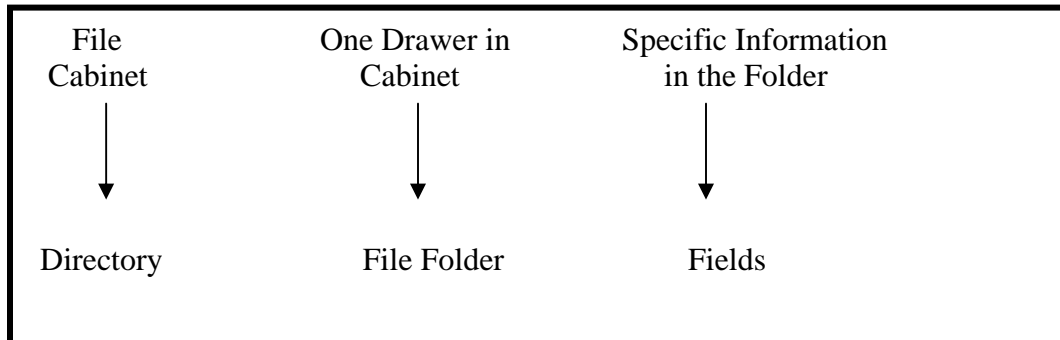 File
Cabinet
One Drawer in
Cabinet
Specific Information
in the Folder
Directory
File Folder
Fields